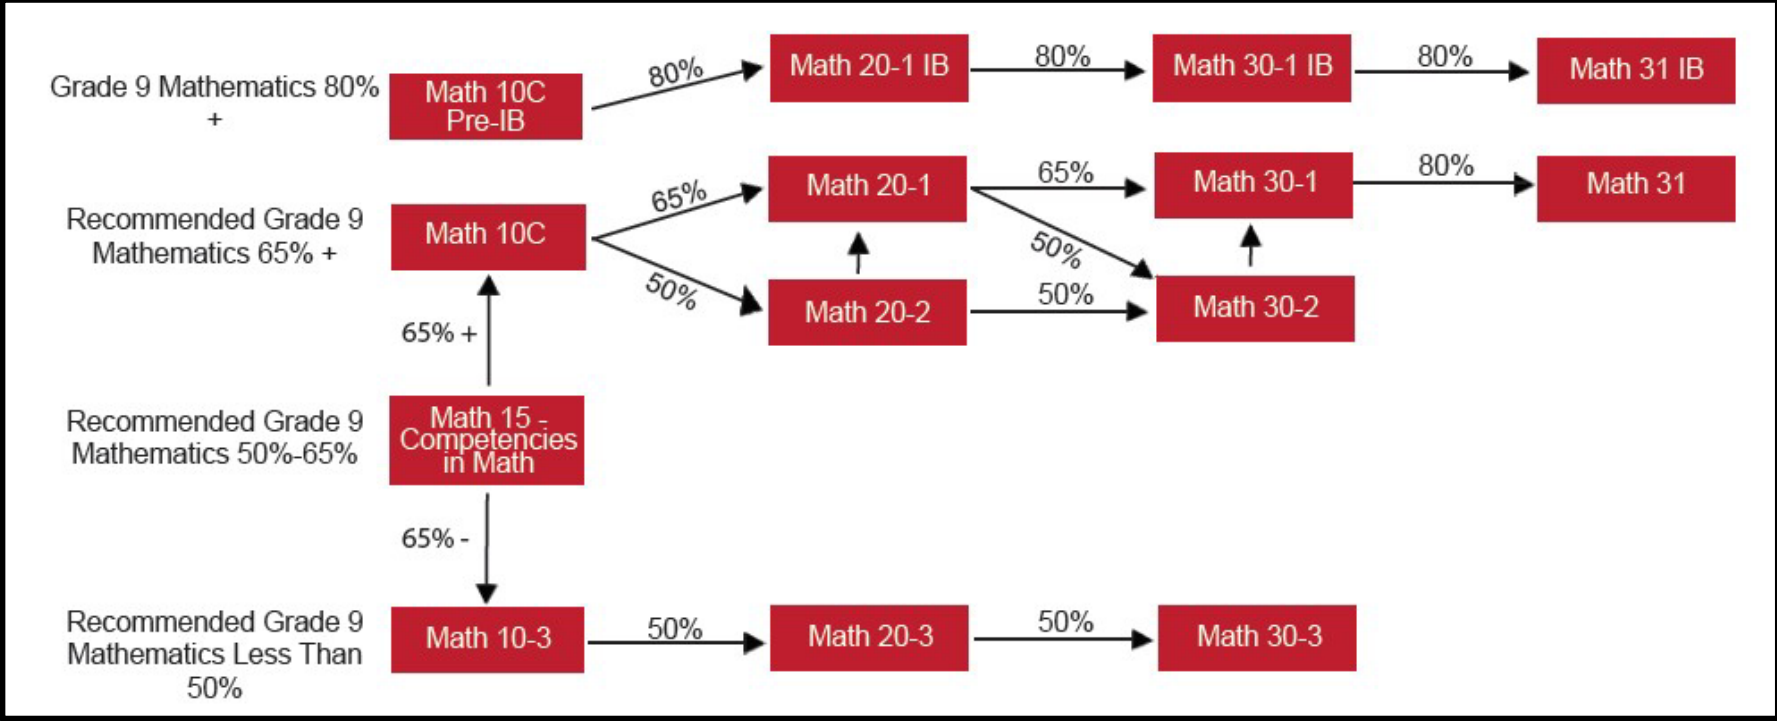 Grade 9 Mathematics 80%
+
Math 10C
Pre-IB
80%
Math 20-1 IB
80%
Math 30-1 IB
80%
Math 31 IB
Recommended Grade 9
Mathematics 65% +
Math 10C
65%
50%
Math 20-1
65%
50%
Math 30-1
80%
Math 31
Math 20-2
50%
Math 30-2
65% +
Recommended Grade 9
Mathematics 50%-65%
Math 15 -
Competencies
in Math
65% -
Recommended Grade 9
Mathematics Less Than
50%
Math 10-3
50%
Math 20-3
50%
Math 30-3